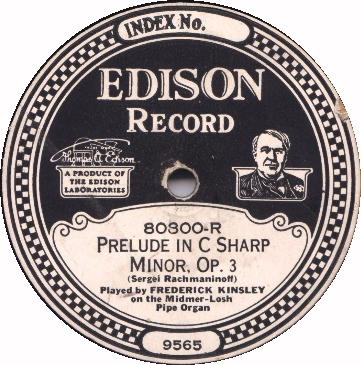 INDEX No.
EDISON
RECORD
Thomas A Edison
A PRODUCT OF
THE EDISON
LABORATORIES
80800-R
PRELUDE IN C SHARP
MINOR, OP. 3
(Sergei Rachmaninoff)
Played by FREDERICK KINSLEY
on the Midmer-Losh
Pipe Organ
9565